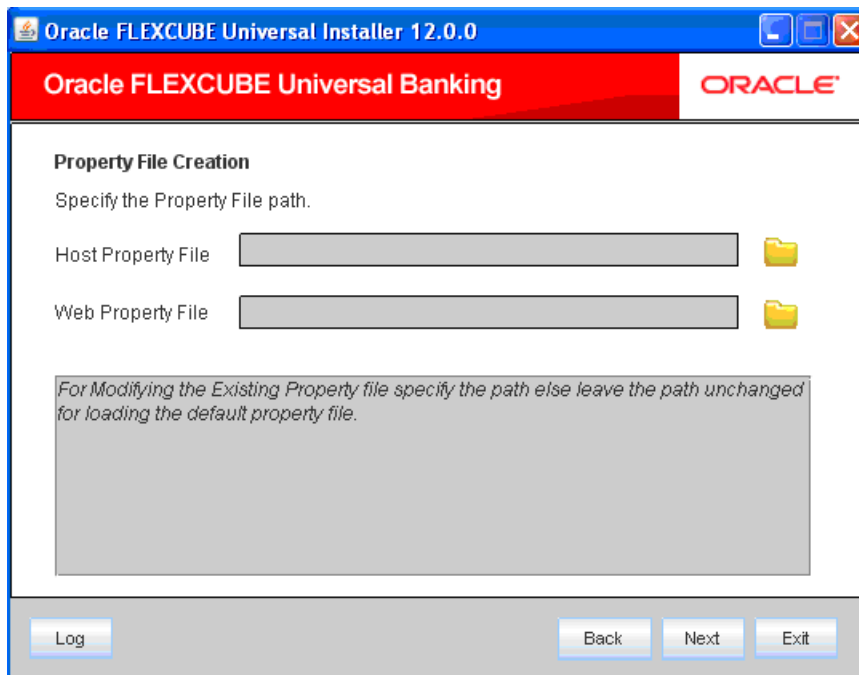 Oracle FLEXCUBE Universal Installer 12.0.0
Oracle FLEXCUBE Universal Banking
ORACLE
Property File Creation
Specify the Property File path.
Host Property File
Web Property File
For Modifying the Existing Property file specify the path else leave the path unchanged
for loading the default property file.
Log
Back
Next
Exit